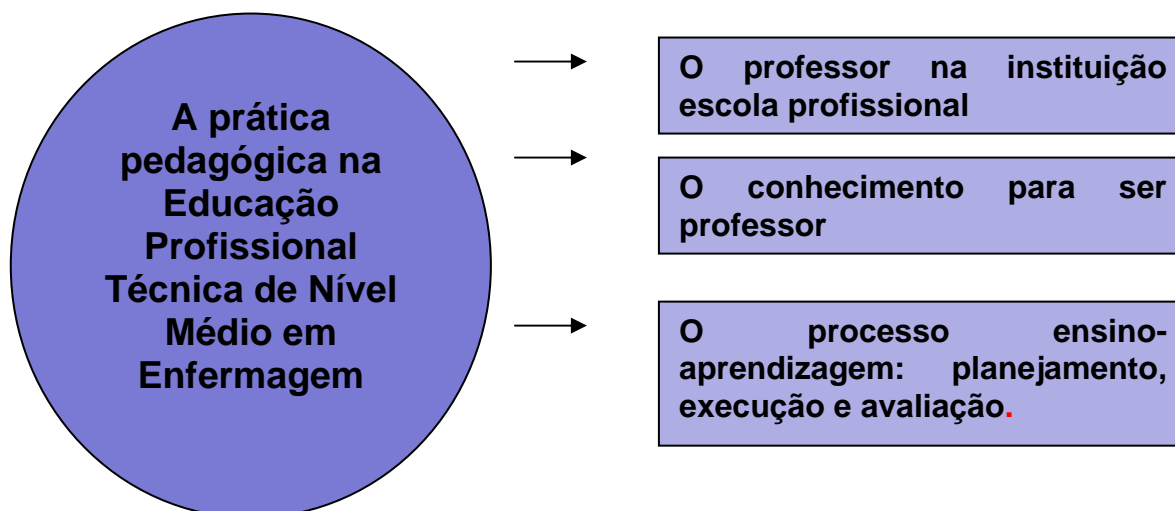 A prática
pedagógica na
Educação
Profissional
Técnica de Nível
Médio em
Enfermagem
O professor na instituição
escola profissional
O conhecimento para ser
professor
O processo ensino-
aprendizagem: planejamento,
execução e avaliação.